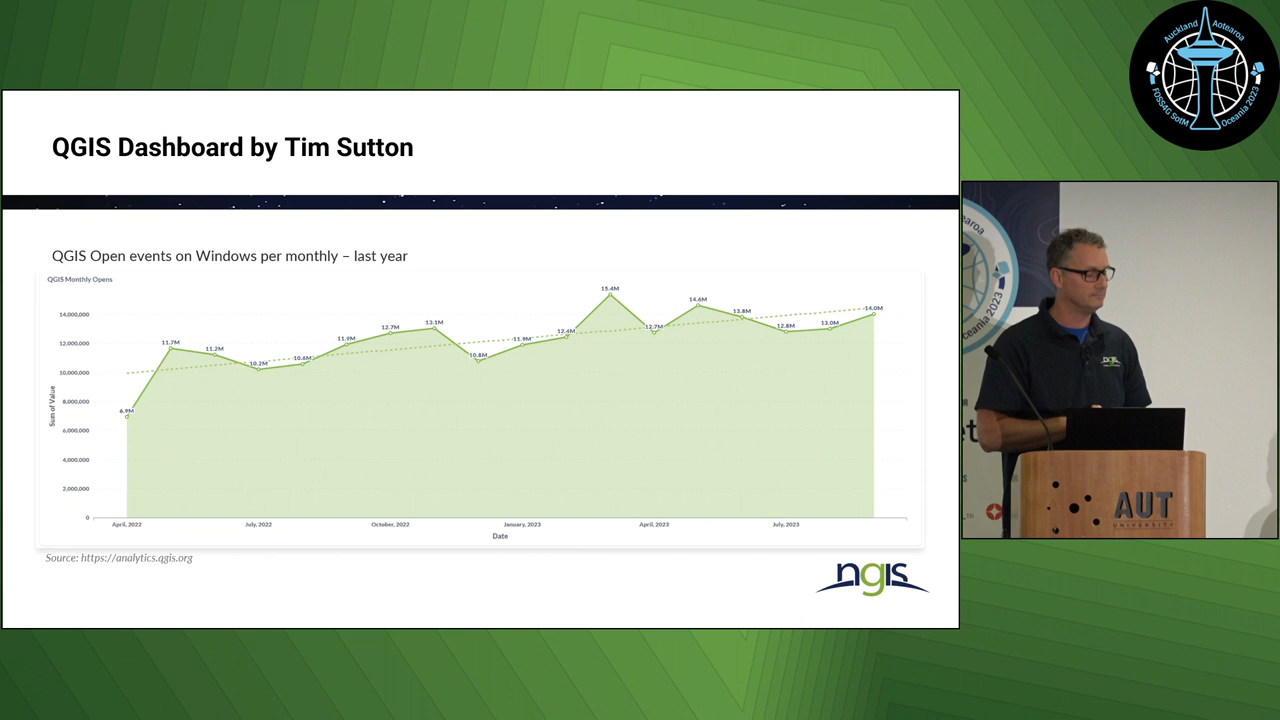 Auckland Aotearoa
FOSS4G SotM Oceania 2023
QGIS Dashboard by Tim Sutton
QGIS Open events on Windows per monthly – last year
QGIS Monthly Opens
15.4M
14.6M
14,000,000
13.8M
14.0M
12.7M
13.1M
12.4M
12.7M
12.8M
13.0M
12,000,000
11.7M
11.2M
11.9M
11.9M
10.2M
10.6M
10.8M
10,000,000
8,000,000
6.9M
6,000,000
4,000,000
2,000,000
0
Sum of Value
April, 2022
July, 2022
October, 2022
January, 2023
April, 2023
July, 2023
Date
Source: https://analytics.qgis.org
ngis
2023
ngis
AUT
UNIVERSITY